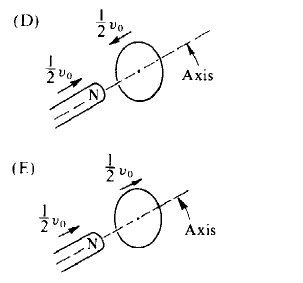 (D)
1/2 v₀
1/2 v₀
N
Axis
(E)
1/2 v₀
1/2 v₀
N
Axis